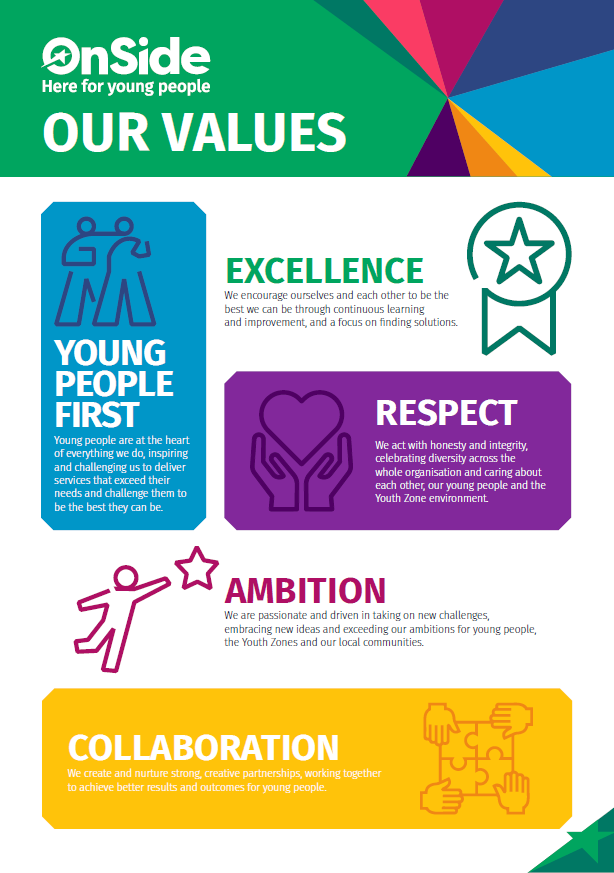 OnSide
Here for young people
OUR VALUES
YOUNG
PEOPLE
FIRST
Young people are at the heart
of everything we do, inspiring
and challenging us to deliver
services that exceed their
needs and challenge them to
be the best they can be.
EXCELLENCE
We encourage ourselves and each other to be the
best we can be through continuous learning
and improvement, and a focus on finding solutions.
RESPECT
We act with honesty and integrity,
celebrating diversity across the
whole organisation and caring about
each other, our young people and the
Youth Zone environment.
AMBITION
We are passionate and driven in taking on new challenges,
embracing new ideas and exceeding our ambitions for young people,
the Youth Zones and our local communities.
COLLABORATION
We create and nurture strong, creative partnerships, working together
to achieve better results and outcomes for young people.